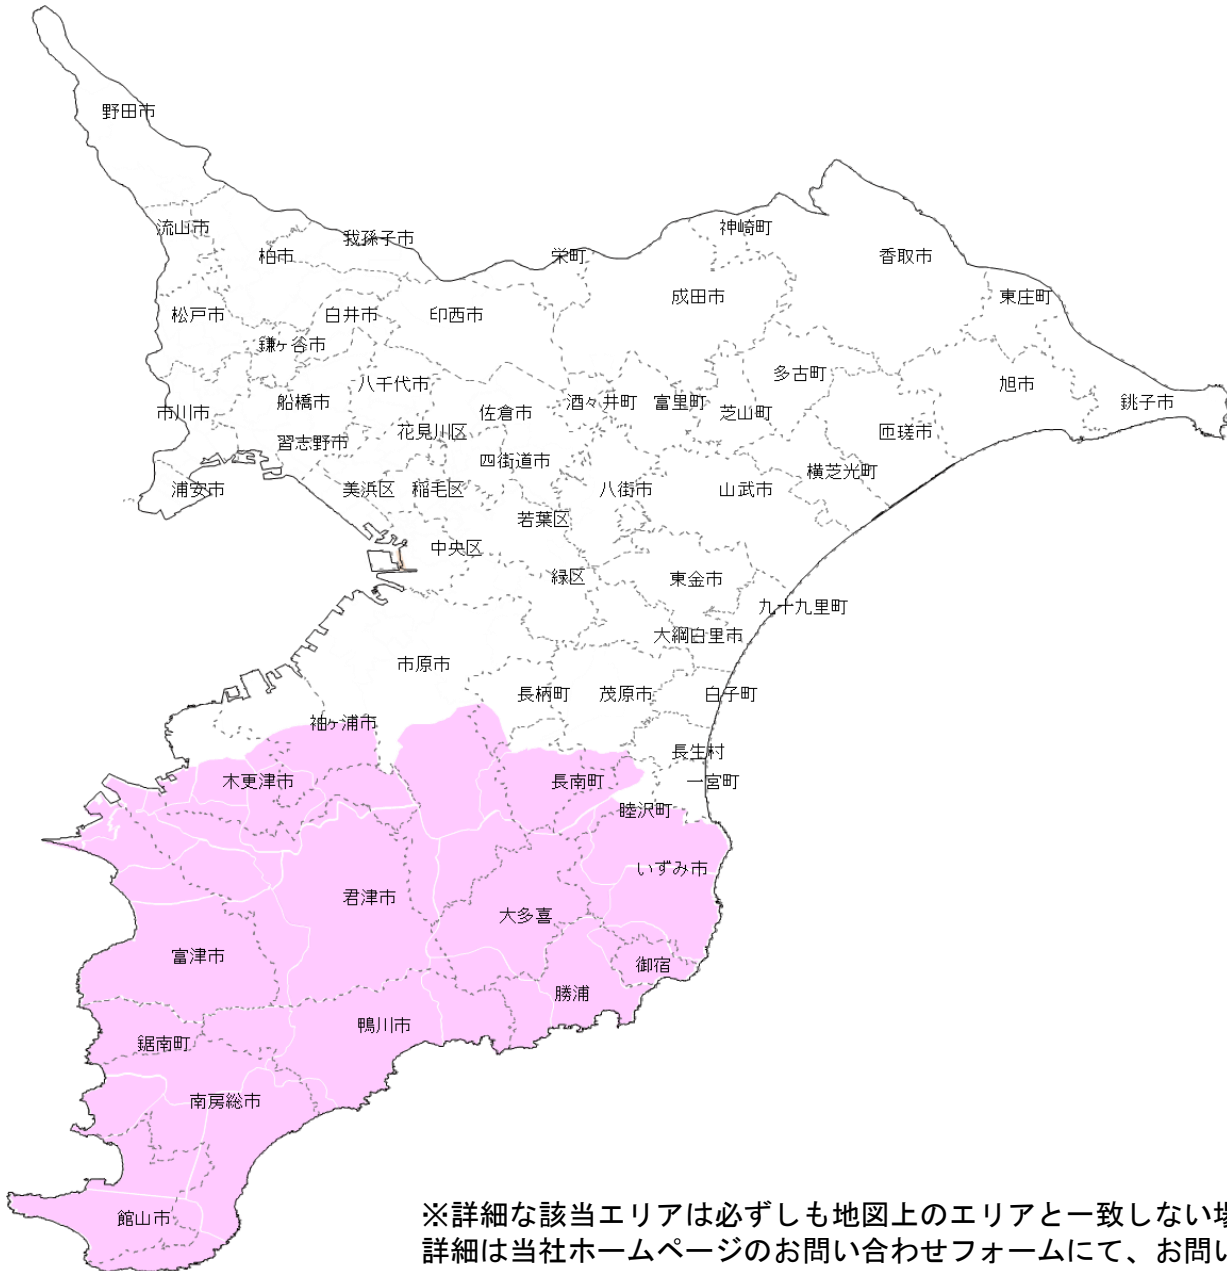 野田市
流山市
我孫子市
神崎町
柏市
栄町
香取市
成田市
東庄町
松戸市
白井市
印西市
鎌ヶ谷市
多古町
八千代市
旭市
市川市
船橋市
佐倉市
酒々井町
富里町
芝山町
銚子市
花見川区
匝瑳市
習志野市
四街道市
横芝光町
浦安市
美浜区
稲毛区
八街市
山武市
若葉区
中央区
緑区
東金市
九十九里町
大網白里市
市原市
長柄町
茂原市
白子町
袖ヶ浦市
長生村
木更津市
長南町
一宮町
睦沢町
いずみ市
君津市
大多喜
富津市
御宿
勝浦
鴨川市
鋸南町
南房総市
館山市
※詳細な該当エリアは必ずしも地図上のエリアと一致しない場
詳細は当社ホームページのお問い合わせフォームにて、お問い